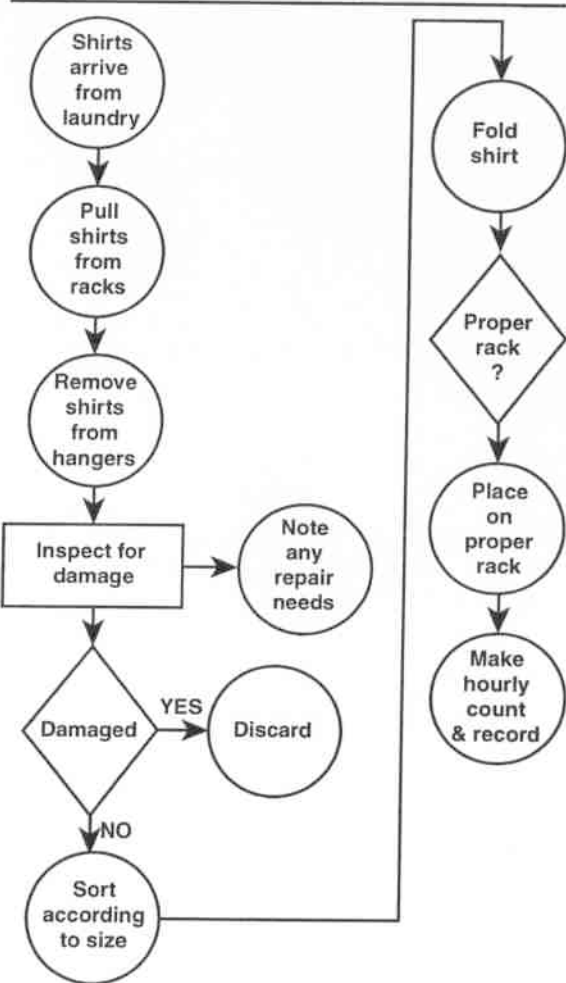 Shirts
arrive
from
laundry
Pull
shirts
from
racks
Remove
shirts
from
hangers
Inspect for
damage
Note
any
repair
needs
Damaged
YES
Discard
NO
Sort
according
to size
Fold
shirt
Proper
rack
?
Place
on
proper
rack
Make
hourly
count
& record